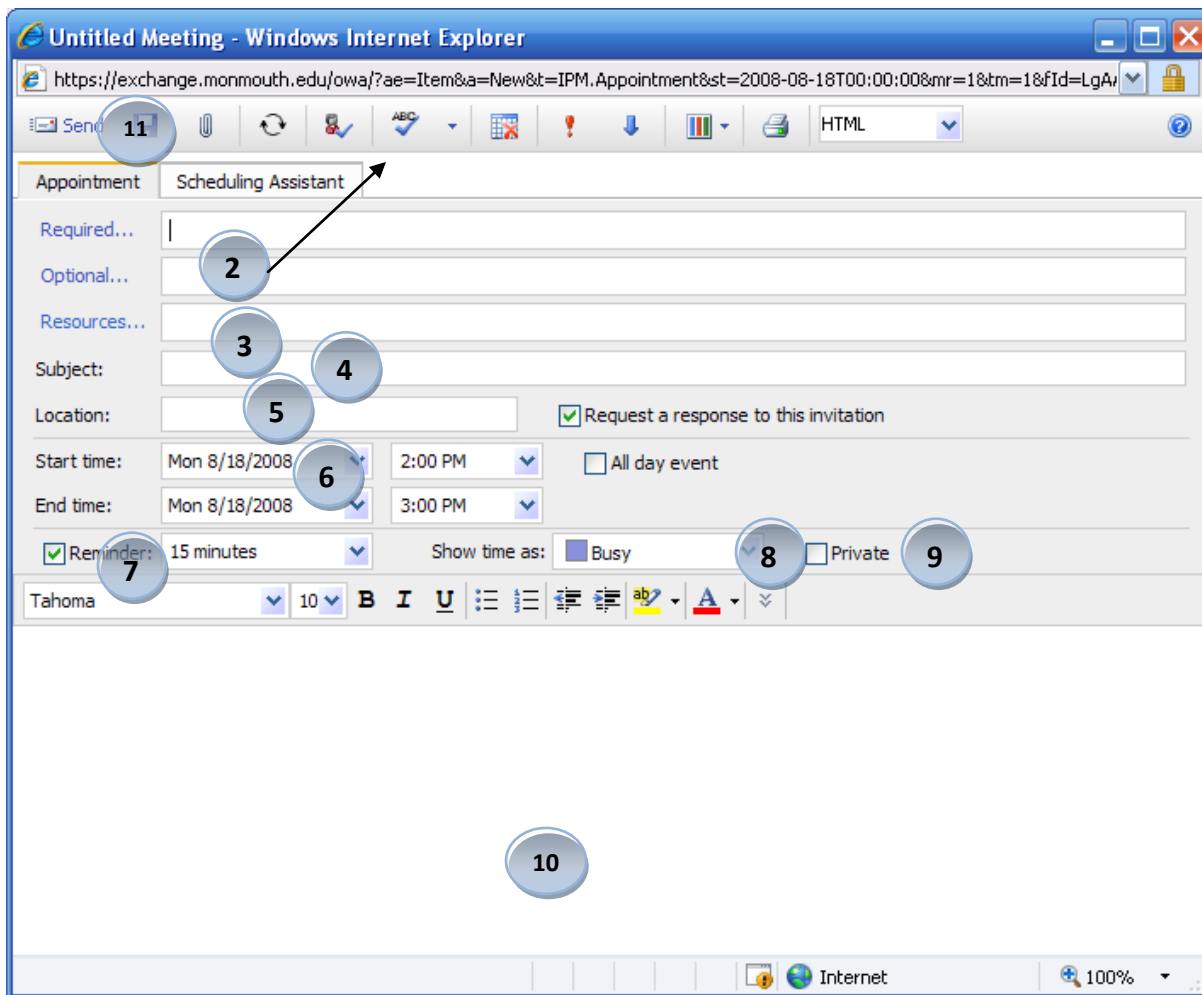 Untitled Meeting - Windows Internet Explorer
https://exchange.monmouth.edu/owa/?ae=Item&a=New&t=IPM.Appointment&st=2008-08-18T00:00:00&mr=1&tm=1&fId=LgA
Send 11 ABC HTML
Appointment Scheduling Assistant
Required...
2
Optional...
Resources...
3
Subject: 4
Location: 5 Request a response to this invitation
Start time: Mon 8/18/2008 6 2:00 PM All day event
End time: Mon 8/18/2008 3:00 PM
Reminder: 15 minutes Show time as: Busy 8 Private 9
7
Tahoma 10 B I U ab A
10
Internet 100%